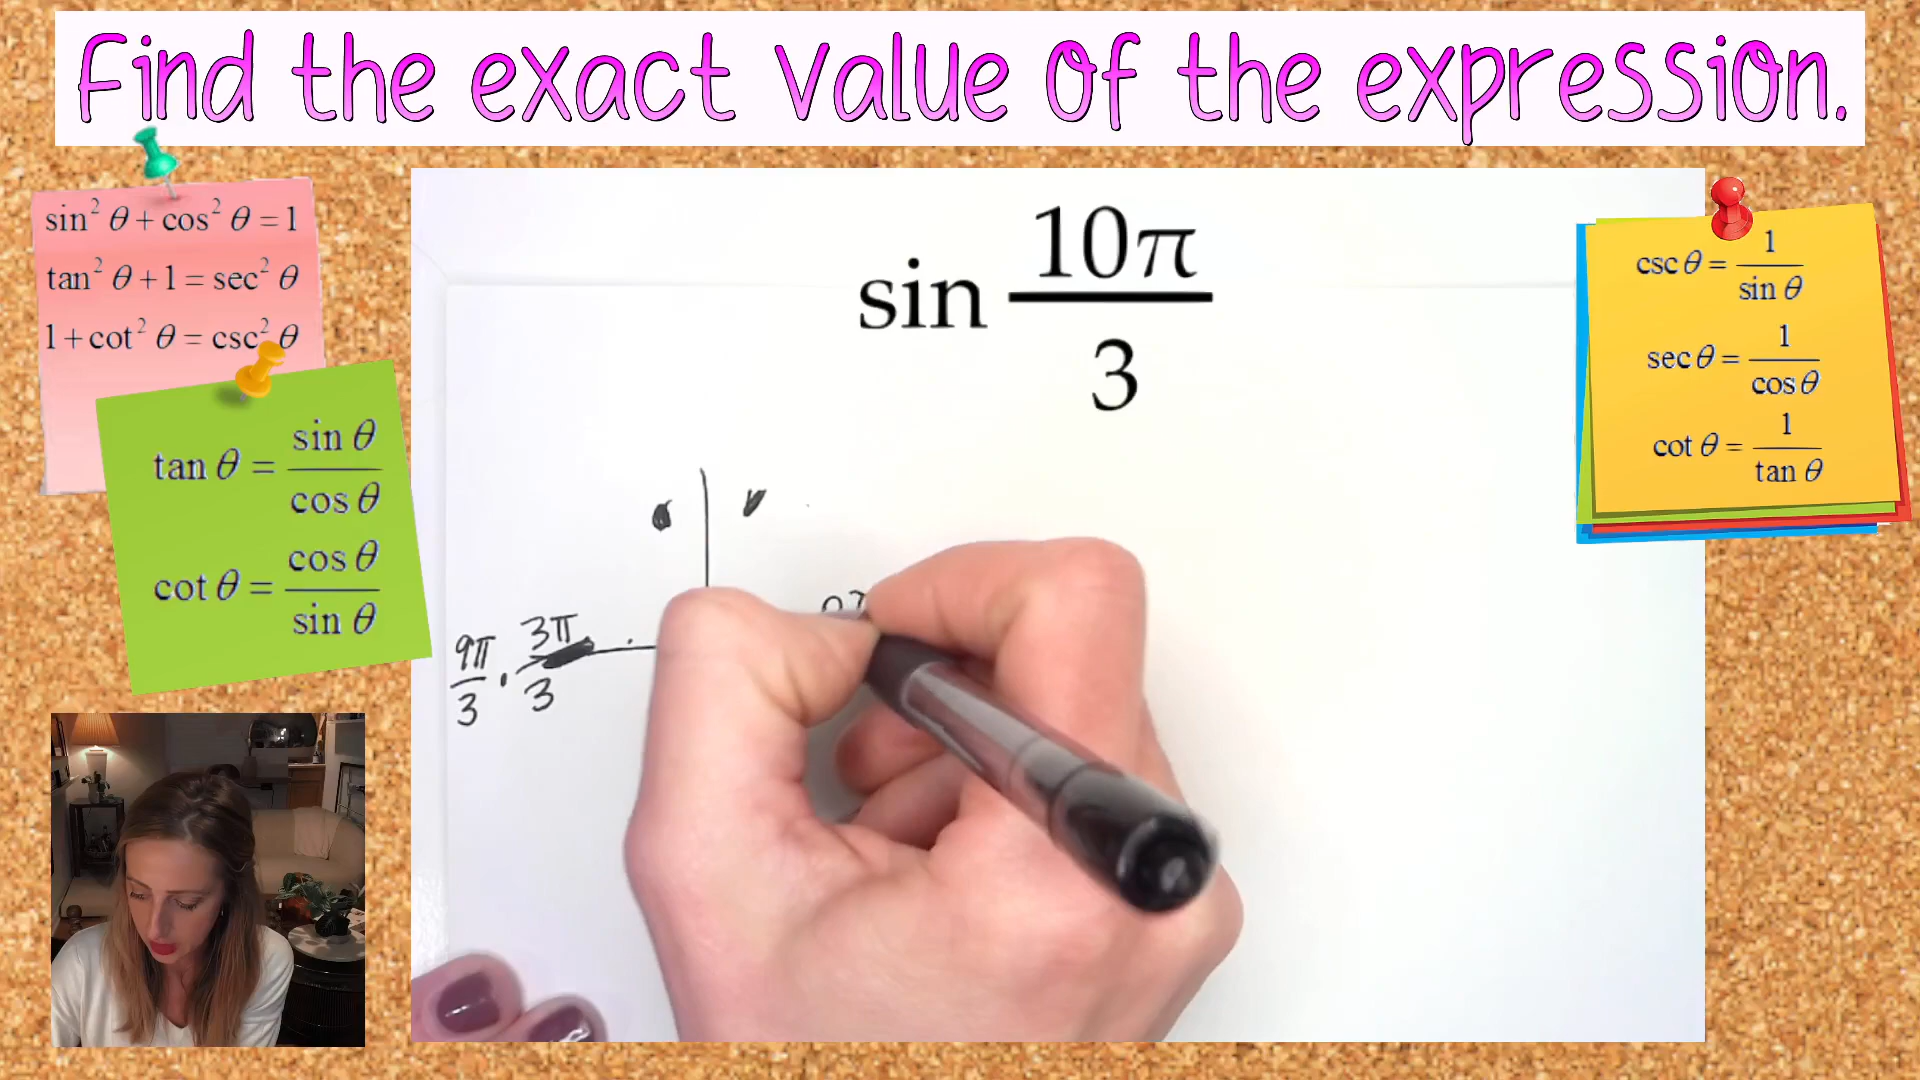 Find the exact value of the expression.
sin² θ + cos² θ = 1
tan² θ + 1 = sec² θ
1 + cot² θ = csc² θ
tan θ = sin θ / cos θ
cot θ = cos θ / sin θ
sin 10π / 3
9π / 3 , 3π / 3
csc θ = 1 / sin θ
sec θ = 1 / cos θ
cot θ = 1 / tan θ